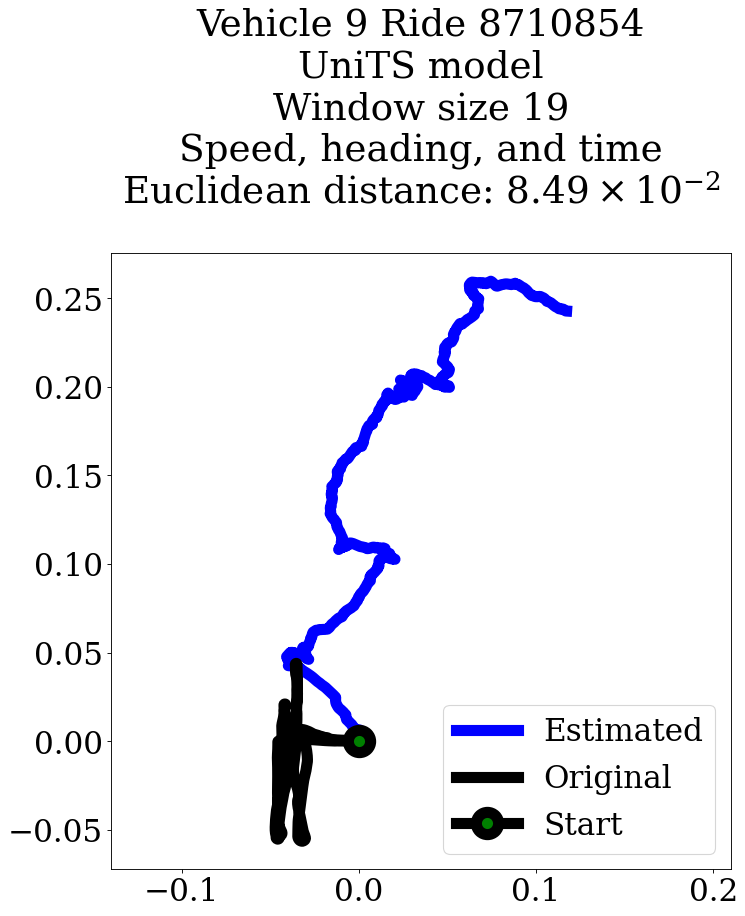 Vehicle 9 Ride 8710854
UniTS model
Window size 19
Speed, heading, and time
Euclidean distance: 8.49 × 10⁻²
0.25
0.20
0.15
0.10
0.05
0.00
−0.05
−0.1
0.0
0.1
0.2
Estimated
Original
Start